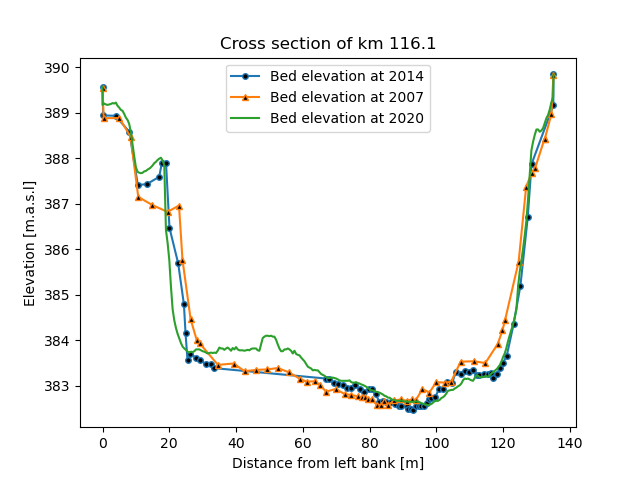 Cross section of km 116.1
Bed elevation at 2014
Bed elevation at 2007
Bed elevation at 2020
Elevation [m.a.s.l]
390
389
388
387
386
385
384
383
0 20 40 60 80 100 120 140
Distance from left bank [m]